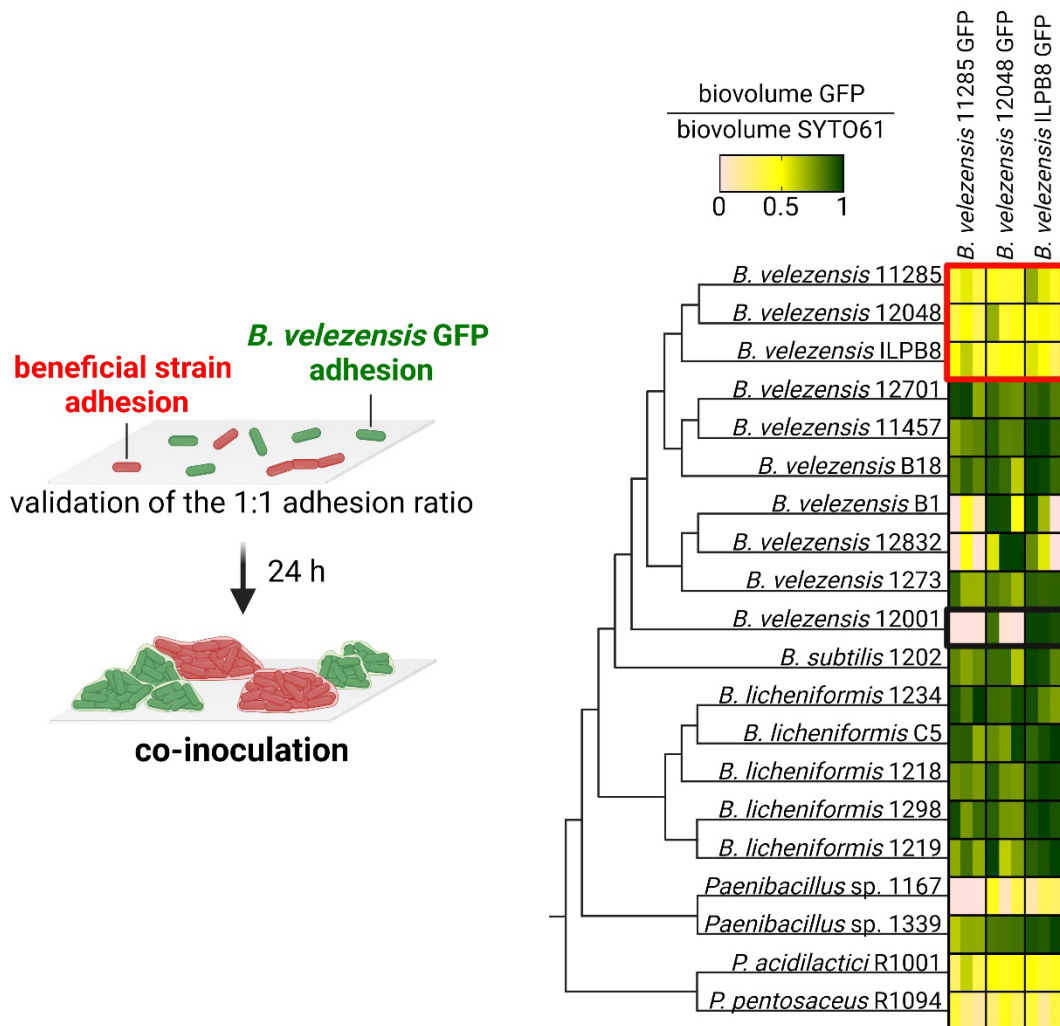 beneficial strain
adhesion
B. velezensis GFP
adhesion
validation of the 1:1 adhesion ratio
24 h
co-inoculation
biovolume GFP
biovolume SYTO61
0 0.5 1
B. velezensis 11285 GFP
B. velezensis 12048 GFP
B. velezensis ILPB8 GFP
B. velezensis 11285
B. velezensis 12048
B. velezensis ILPB8
B. velezensis 12701
B. velezensis 11457
B. velezensis B18
B. velezensis B1
B. velezensis 12832
B. velezensis 1273
B. velezensis 12001
B. subtilis 1202
B. licheniformis 1234
B. licheniformis C5
B. licheniformis 1218
B. licheniformis 1298
B. licheniformis 1219
Paenibacillus sp. 1167
Paenibacillus sp. 1339
P. acidilactici R1001
P. pentosaceus R1094